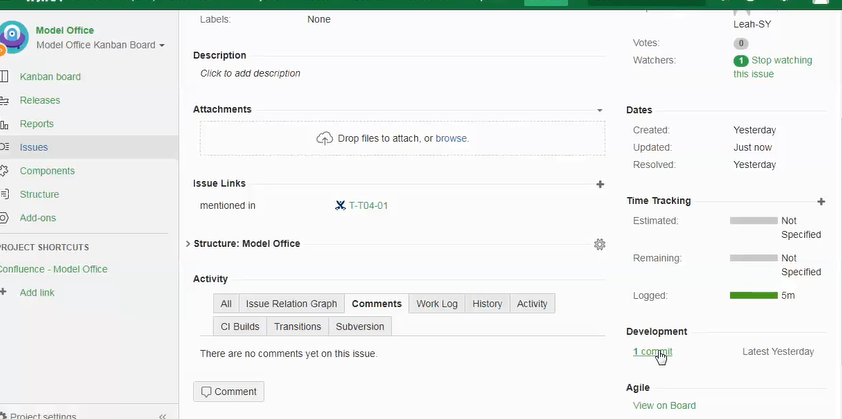 Model Office
Model Office Kanban Board
Kanban board
Releases
Reports
Issues
Components
Structure
Add-ons
PROJECT SHORTCUTS
Confluence - Model Office
Add link
Project settings
Labels: None
Description
Click to add description
Attachments
Drop files to attach, or browse.
Issue Links
mentioned in T-T04-01
Structure: Model Office
Activity
All Issue Relation Graph Comments Work Log History Activity
CI Builds Transitions Subversion
There are no comments yet on this issue.
Comment
Leah-SY
Votes: 0
Watchers: 1 Stop watching
this issue
Dates
Created: Yesterday
Updated: Just now
Resolved: Yesterday
Time Tracking
Estimated: Not
Specified
Remaining: Not
Specified
Logged: 5m
Development
1 commit Latest Yesterday
Agile
View on Board